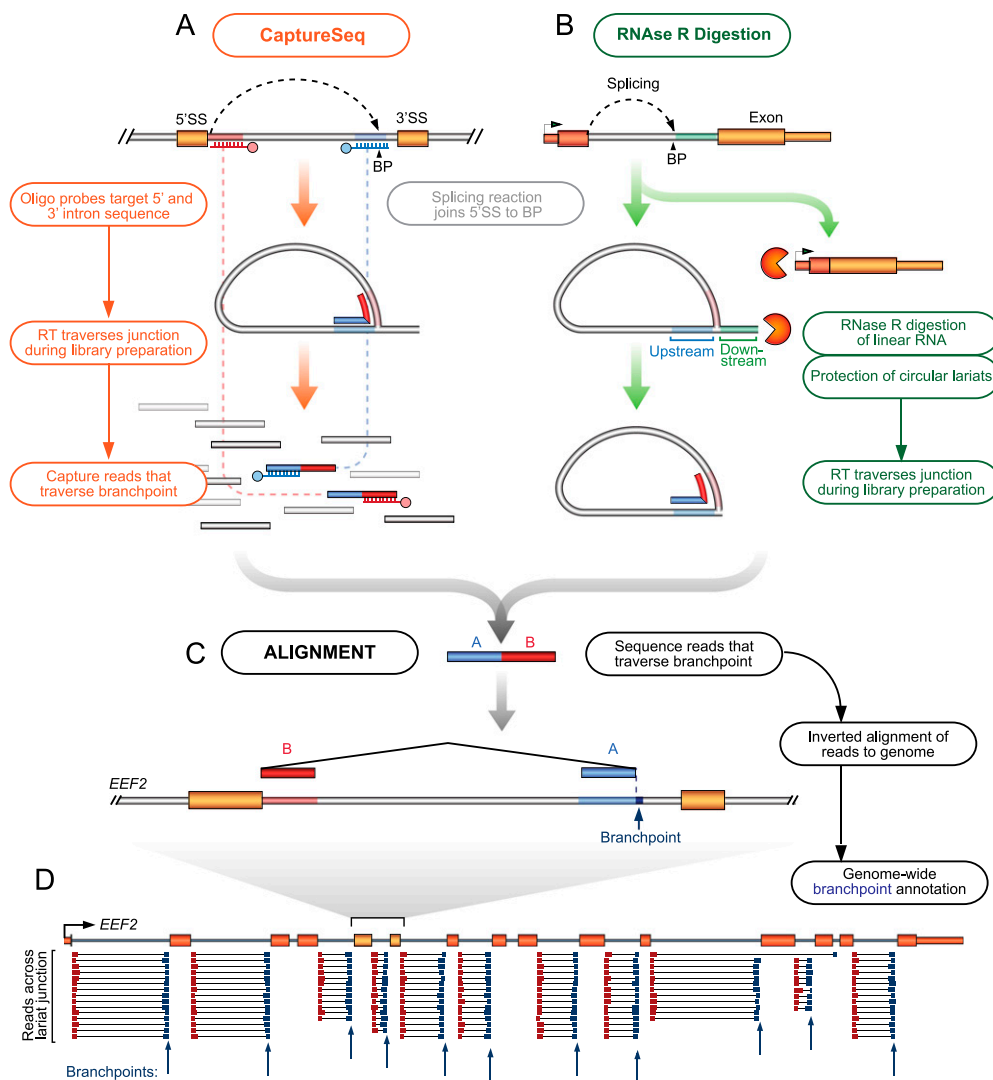 A
CaptureSeq
5'SS
3'SS
BP
Oligo probes target 5' and
3' intron sequence
RT traverses junction
during library preparation
Capture reads that
traverse branchpoint
Splicing reaction
joins 5'SS to BP
B
RNAse R Digestion
Splicing
Exon
BP
Upstream
Down-
stream
RNase R digestion
of linear RNA
Protection of circular lariats
RT traverses junction
during library preparation
C
ALIGNMENT
A
B
Sequence reads that
traverse branchpoint
Inverted alignment of
reads to genome
Genome-wide
branchpoint annotation
B
A
EEF2
Branchpoint
D
EEF2
Reads across
lariat junction
Branchpoints: